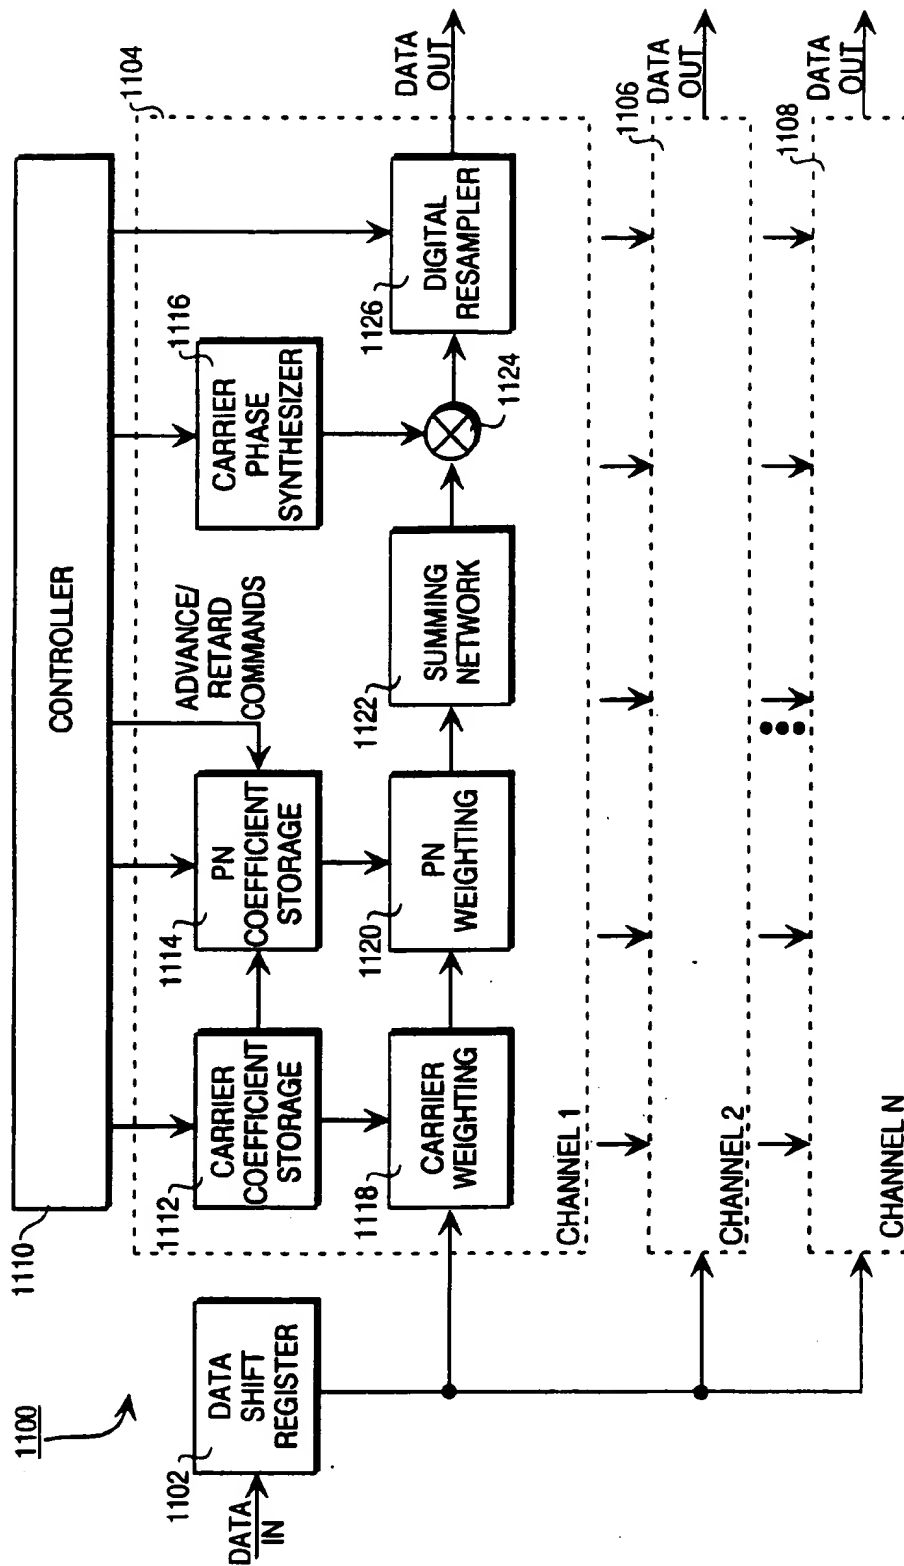 1100
1110
CONTROLLER
1104
DATA
IN
1102
DATA
SHIFT
REGISTER
1112
CARRIER
COEFFICIENT
STORAGE
1114
PN
COEFFICIENT
STORAGE
ADVANCE/
RETARD
COMMANDS
1116
CARRIER
PHASE
SYNTHESIZER
1118
CARRIER
WEIGHTING
1120
PN
WEIGHTING
1122
SUMMING
NETWORK
1124
1126
DIGITAL
RESAMPLER
DATA
OUT
CHANNEL 1
1106
DATA
OUT
CHANNEL 2
1108
DATA
OUT
CHANNEL N